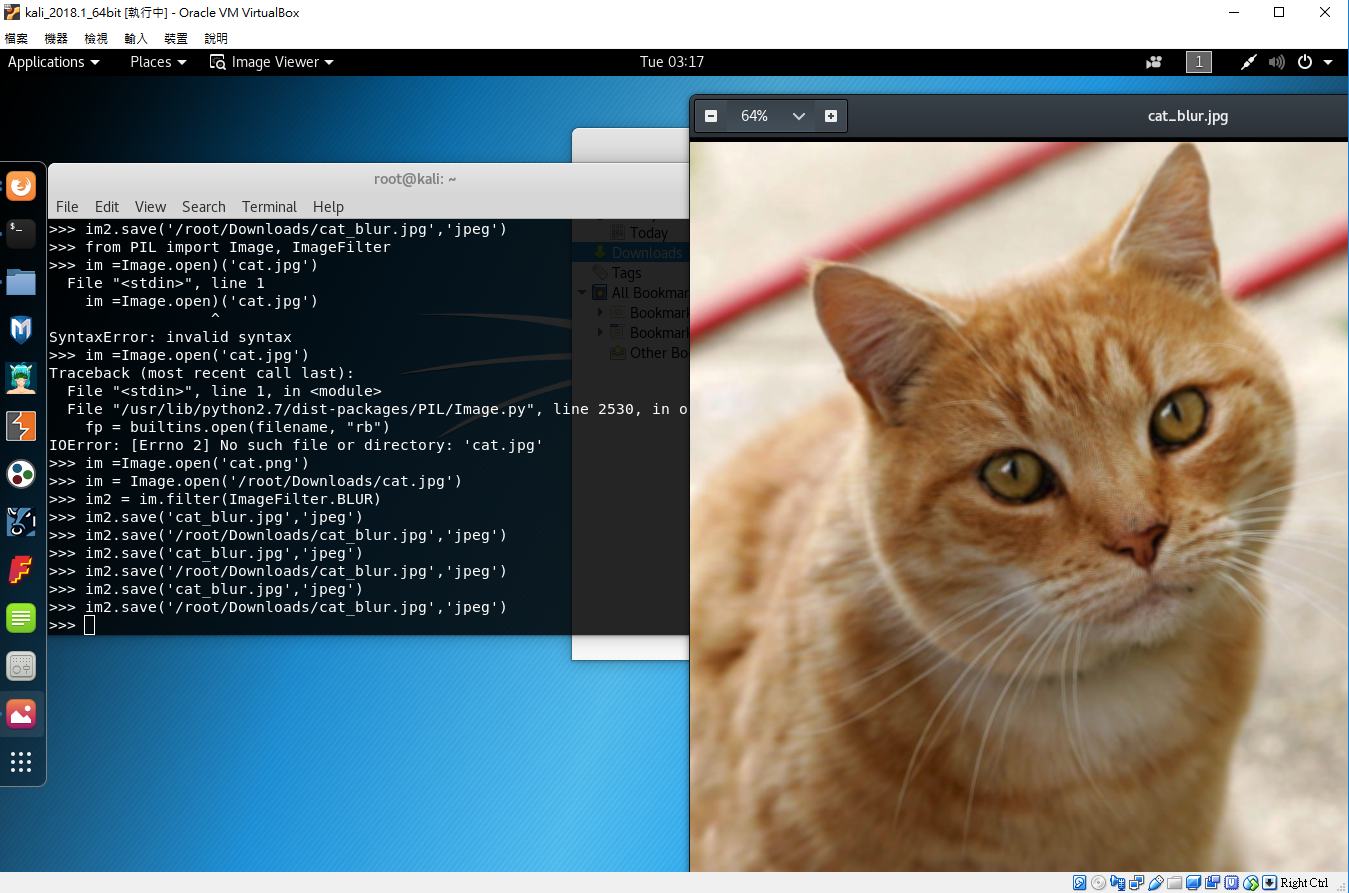 kali_2018.1_64bit [執行中] - Oracle VM VirtualBox
檔案 機器 檢視 輸入 裝置 說明
Applications Places Image Viewer Tue 03:17 1
64% cat_blur.jpg
root@kali: ~
File Edit View Search Terminal Help
>>> im2.save('/root/Downloads/cat_blur.jpg','jpeg')
>>> from PIL import Image, ImageFilter
>>> im =Image.open)('cat.jpg')
  File "<stdin>", line 1
    im =Image.open)('cat.jpg')
                  ^
SyntaxError: invalid syntax
>>> im =Image.open('cat.jpg')
Traceback (most recent call last):
  File "<stdin>", line 1, in <module>
  File "/usr/lib/python2.7/dist-packages/PIL/Image.py", line 2530, in o
    fp = builtins.open(filename, "rb")
IOError: [Errno 2] No such file or directory: 'cat.jpg'
>>> im =Image.open('cat.png')
>>> im = Image.open('/root/Downloads/cat.jpg')
>>> im2 = im.filter(ImageFilter.BLUR)
>>> im2.save('cat_blur.jpg','jpeg')
>>> im2.save('/root/Downloads/cat_blur.jpg','jpeg')
>>> im2.save('cat_blur.jpg','jpeg')
>>> im2.save('/root/Downloads/cat_blur.jpg','jpeg')
>>> im2.save('cat_blur.jpg','jpeg')
>>> im2.save('/root/Downloads/cat_blur.jpg','jpeg')
>>>
Today
Downloads
Tags
All Bookmar
Bookmark
Bookmark
Other Bo
Right Ctrl